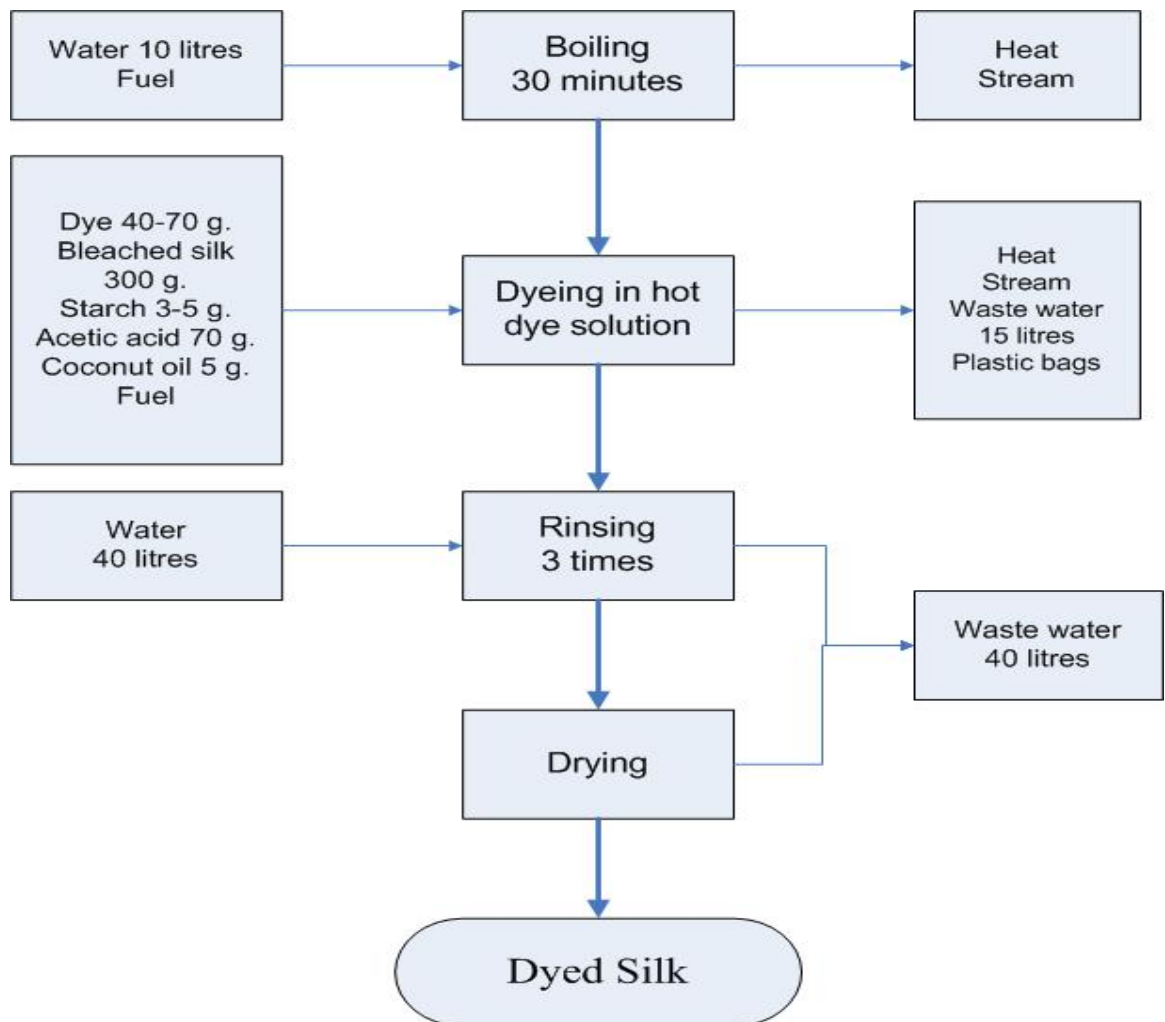 Water 10 litres
Fuel
Boiling
30 minutes
Heat
Stream
Dye 40-70 g.
Bleached silk
300 g.
Starch 3-5 g.
Acetic acid 70 g.
Coconut oil 5 g.
Fuel
Dyeing in hot
dye solution
Heat
Stream
Waste water
15 litres
Plastic bags
Water
40 litres
Rinsing
3 times
Waste water
40 litres
Drying
Dyed Silk